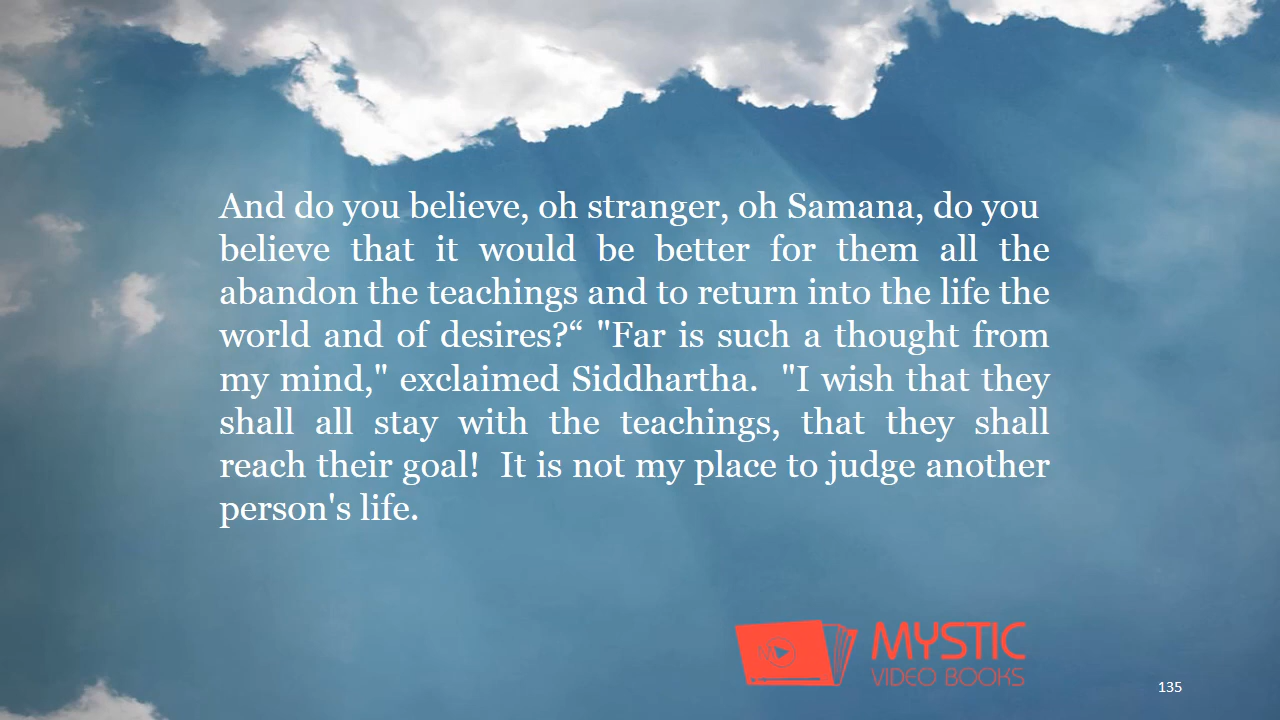 And do you believe, oh stranger, oh Samana, do you
believe that it would be better for them all the
abandon the teachings and to return into the life the
world and of desires?“ "Far is such a thought from
my mind," exclaimed Siddhartha.  "I wish that they
shall all stay with the teachings, that they shall
reach their goal!  It is not my place to judge another
person's life.
MYSTIC
VIDEO BOOKS
135